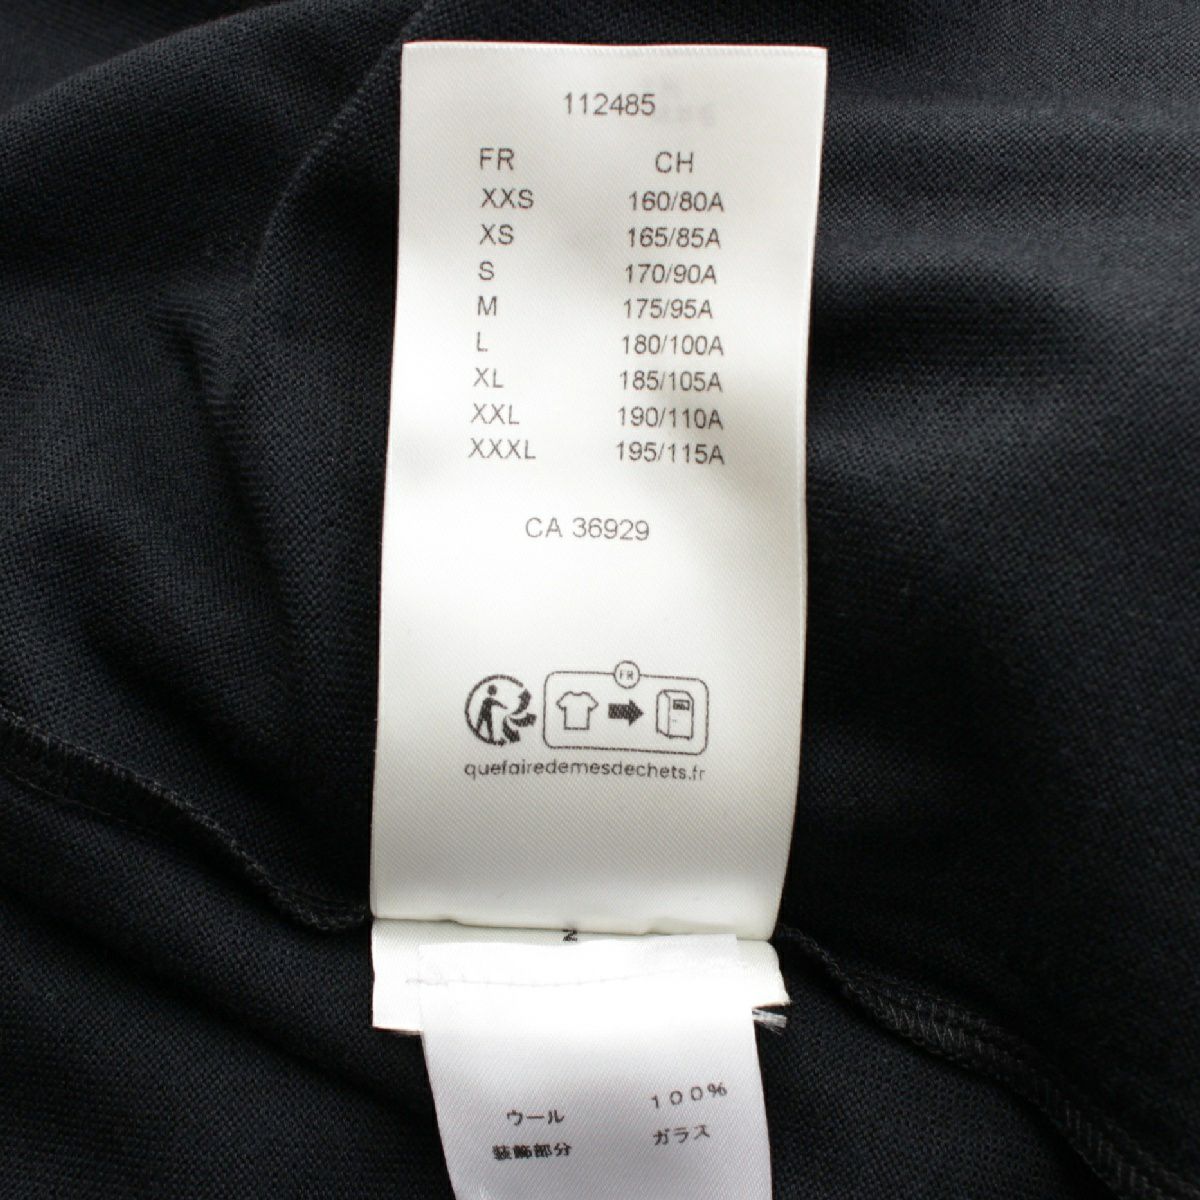 112485
FR CH
XXS 160/80A
XS 165/85A
S 170/90A
M 175/95A
L 180/100A
XL 185/105A
XXL 190/110A
XXXL 195/115A
CA 36929
FR
quefairedemesdechets.fr
ウール 100%
装飾部分 ガラス